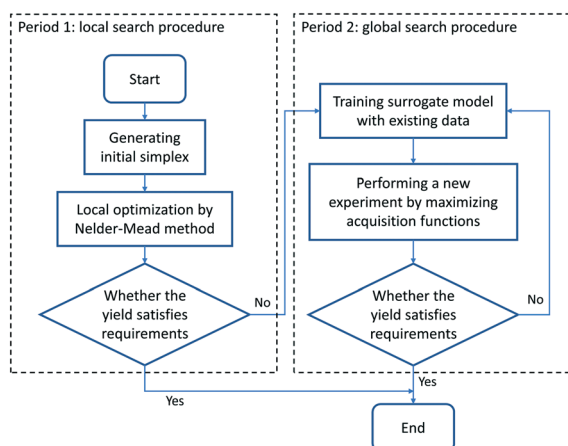 Period 1: local search procedure
Start
Generating
initial simplex
Local optimization by
Nelder-Mead method
Whether the
yield satisfies
requirements
No
Yes
Period 2: global search procedure
Training surrogate model
with existing data
Performing a new
experiment by maximizing
acquisition functions
Whether the
yield satisfies
requirements
No
Yes
End